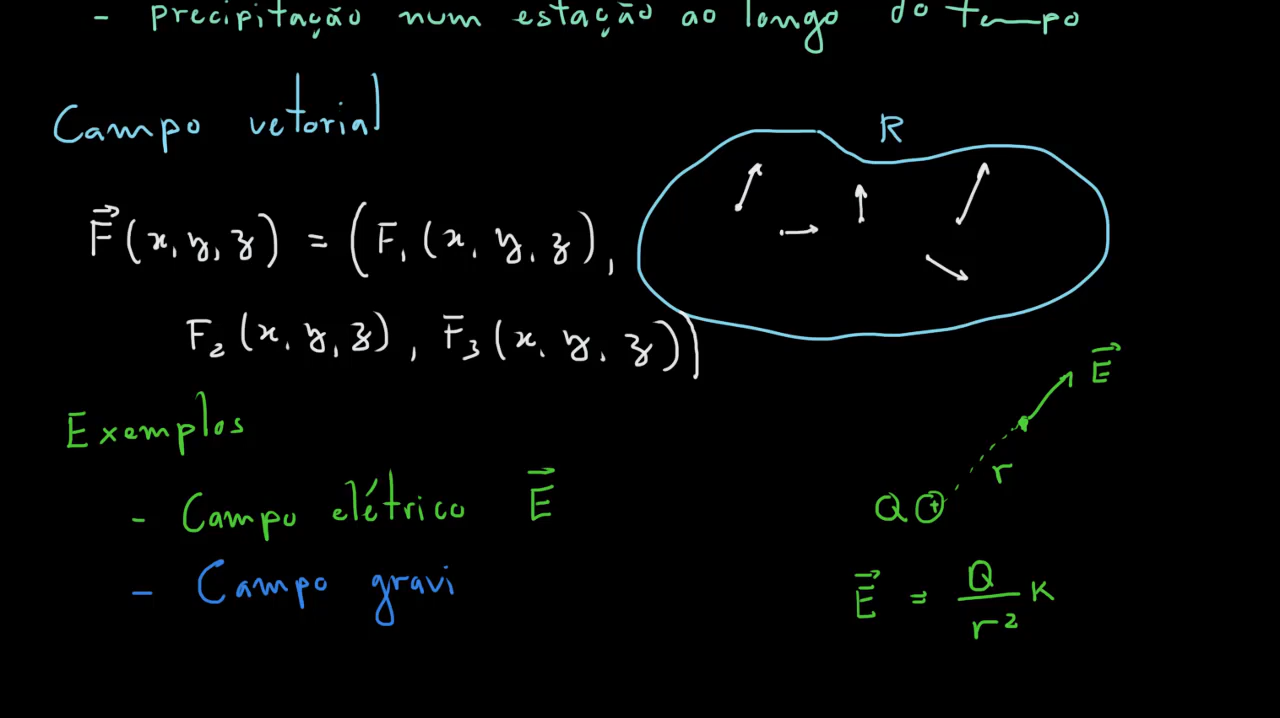 - precipitação num estação ao longo do tempo
Campo vetorial
R
F⃗(x, y, z) = (F₁(x, y, z),
F₂(x, y, z), F₃(x, y, z))
E⃗
Exemplos
r
- Campo elétrico E⃗
Q +
- Campo gravi
E⃗ = Q/r² K